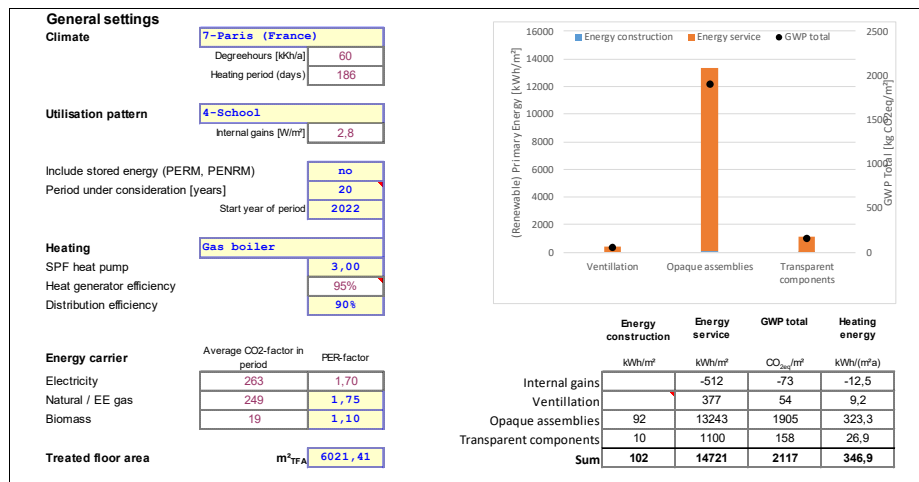 General settings
Climate
7-Paris (France)
Degreehours [kKh/a] 60
Heating period (days) 186
Utilisation pattern
4-School
Internal gains [W/m²] 2,8
Include stored energy (PERM, PENRM) no
Period under consideration [years] 20
Start year of period 2022
Heating
Gas boiler
SPF heat pump 3,00
Heat generator efficiency 95%
Distribution efficiency 90%
Energy carrier
Average CO2-factor in period
PER-factor
Electricity 263 1,70
Natural / EE gas 249 1,75
Biomass 19 1,10
Treated floor area m²TFA 6021,41
Energy construction
Energy service
GWP total
(Renewable) Primary Energy [kWh/m²]
16000
14000
12000
10000
8000
6000
4000
2000
0
2500
2000
1500
1000
500
0
GWP Total [kg CO2eq/m²]
Ventillation
Opaque assemblies
Transparent components
Energy construction
Energy service
GWP total
Heating energy
kWh/m² kWh/m² CO2eq/m² kWh/(m²a)
Internal gains -512 -73 -12,5
Ventillation 377 54 9,2
Opaque assemblies 92 13243 1905 323,3
Transparent components 10 1100 158 26,9
Sum 102 14721 2117 346,9